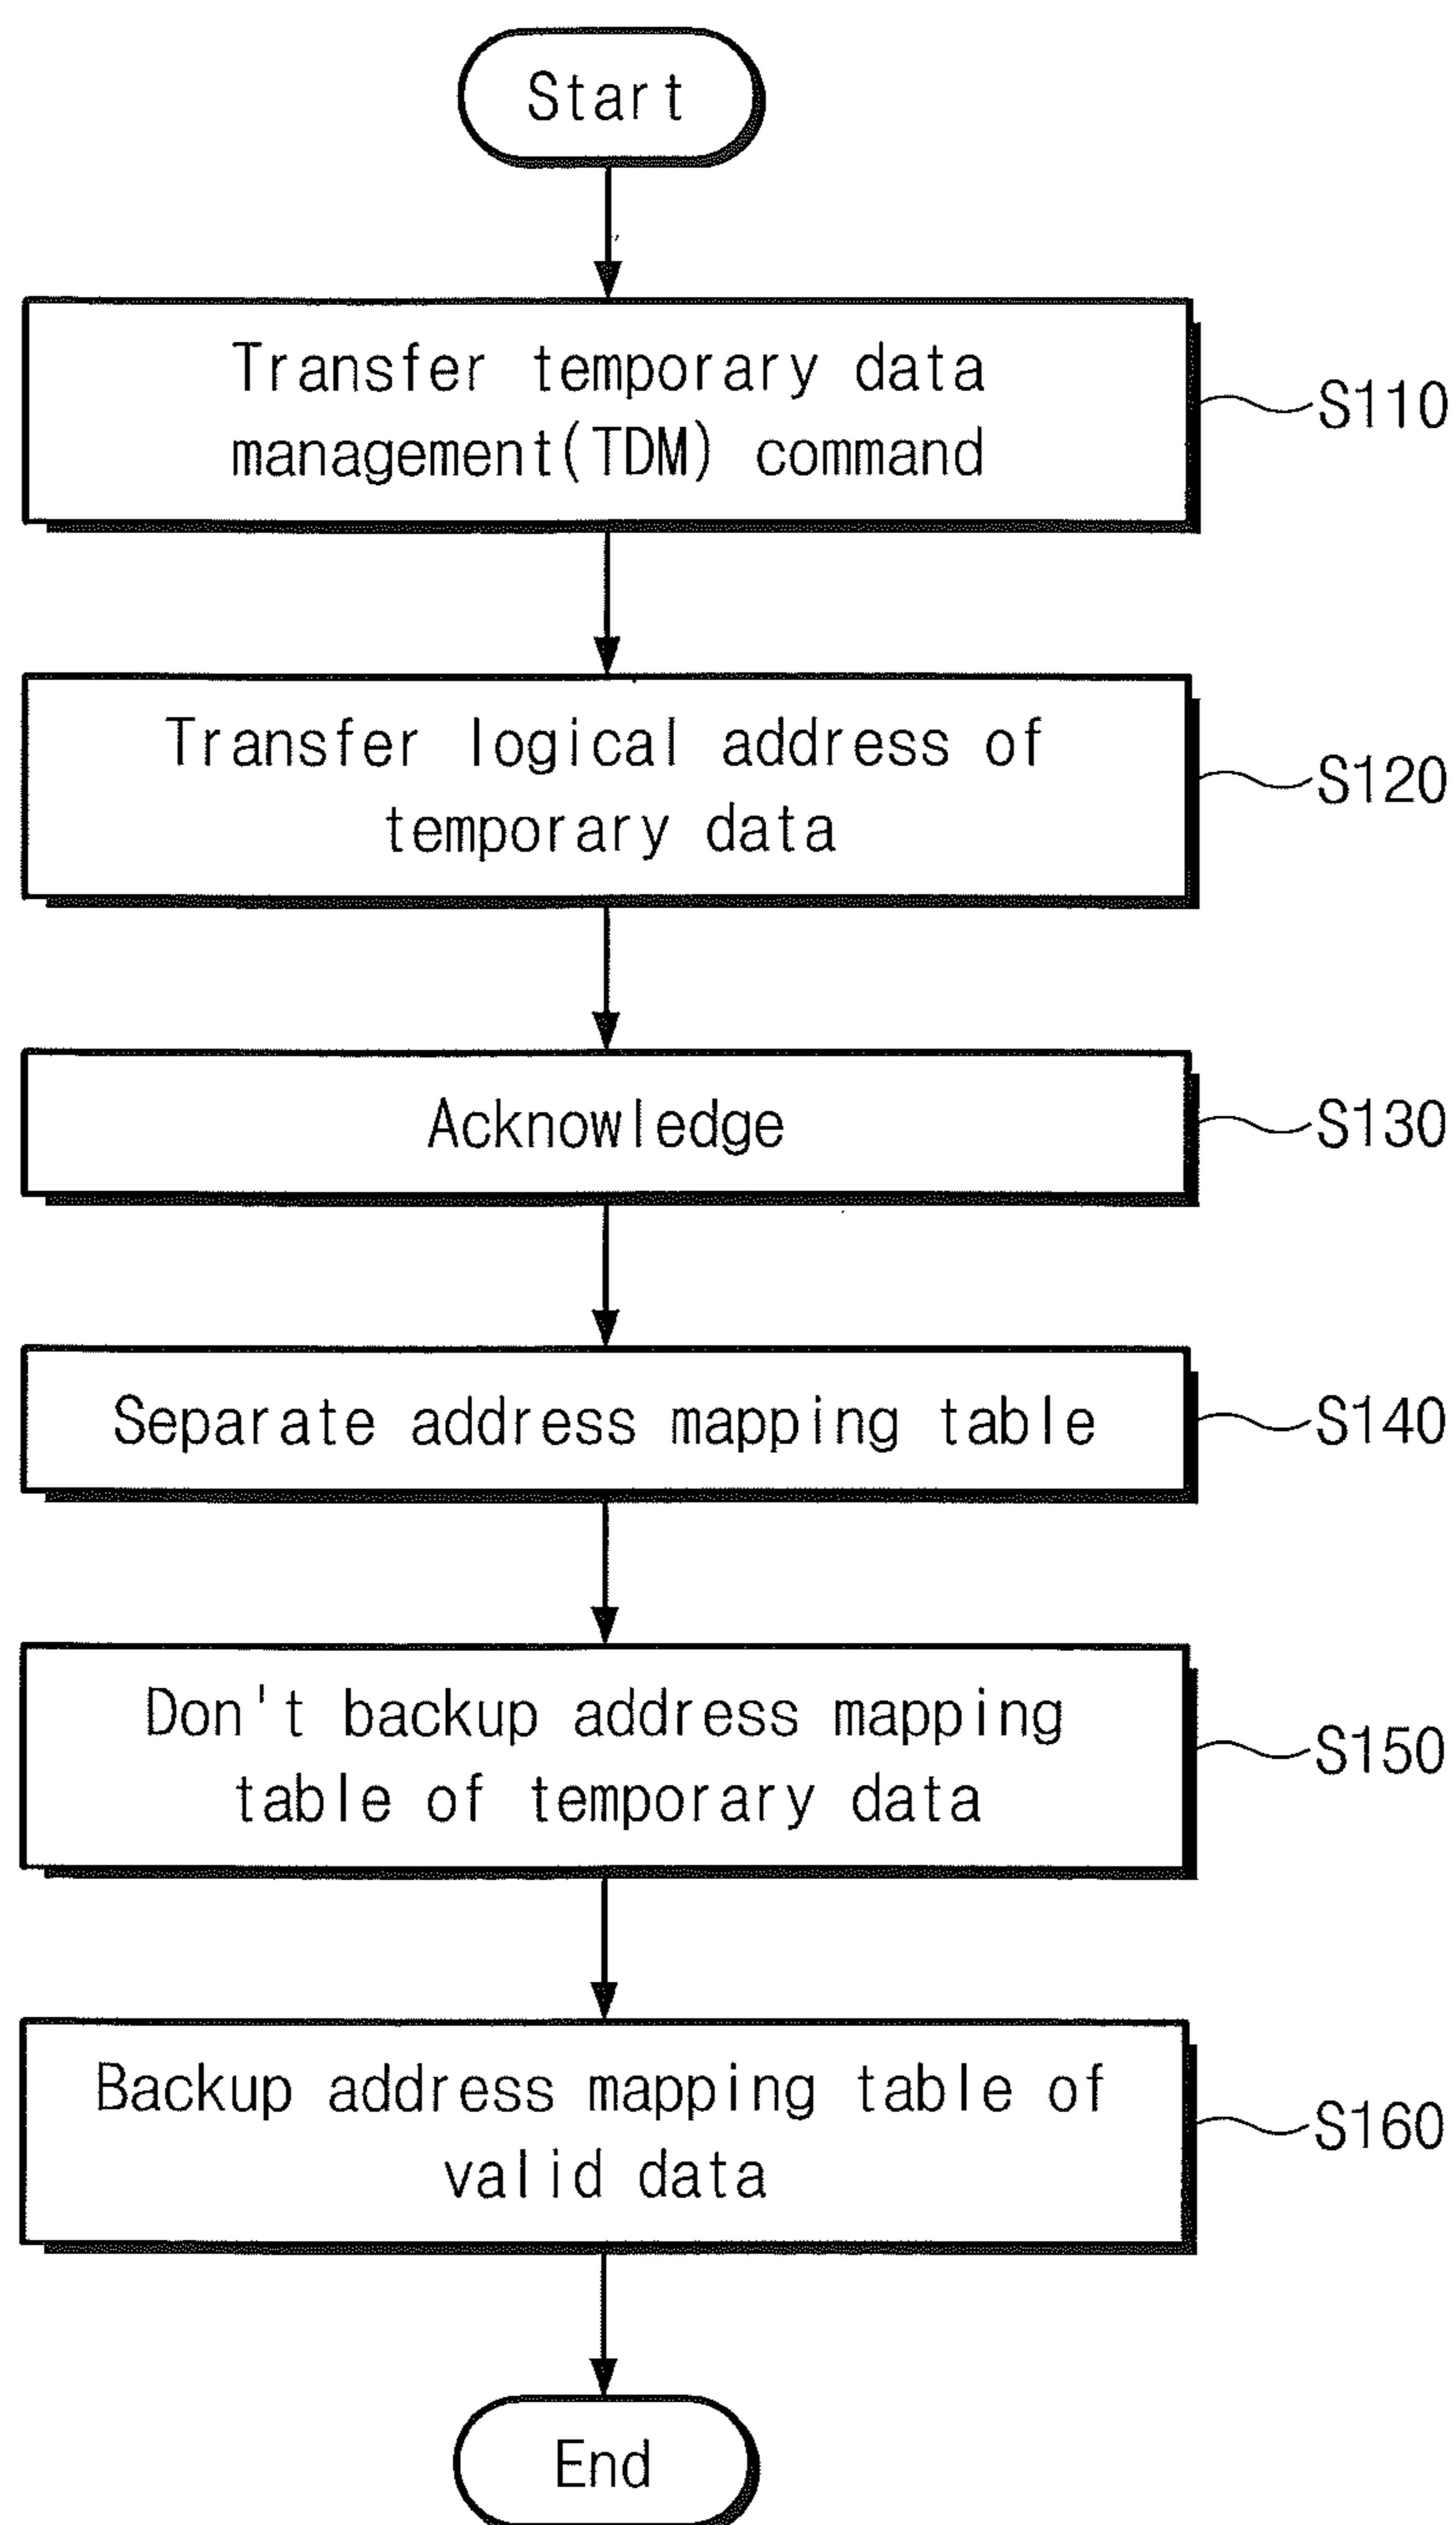 Start
Transfer temporary data
management(TDM) command
S110
Transfer logical address of
temporary data
S120
Acknowledge
S130
Separate address mapping table
S140
Don't backup address mapping
table of temporary data
S150
Backup address mapping table of
valid data
S160
End